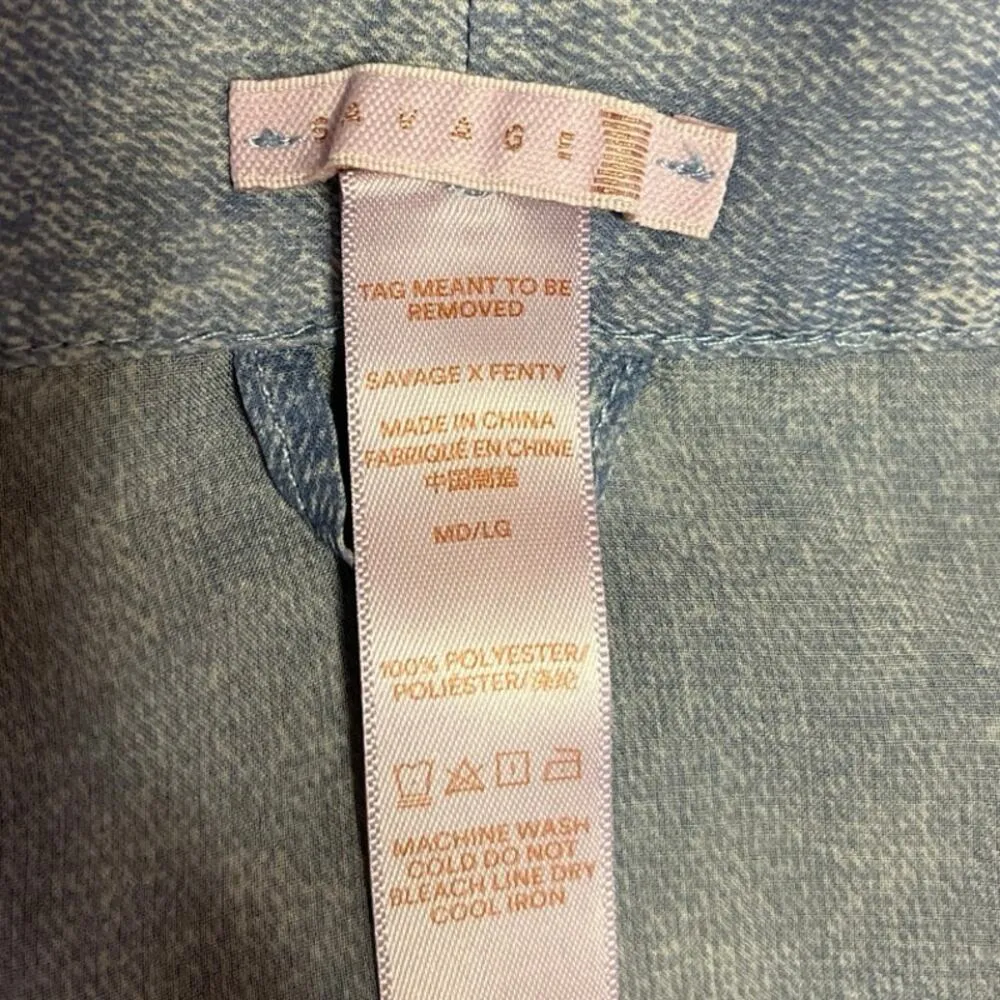 SAVAGE
TAG MEANT TO BE
REMOVED
SAVAGE X FENTY
MADE IN CHINA
FABRIQUÉ EN CHINE
中国制造
MD/LG
100% POLYESTER/
POLIÉSTER/涤纶
MACHINE WASH
COLD DO NOT
BLEACH LINE DRY
COOL IRON